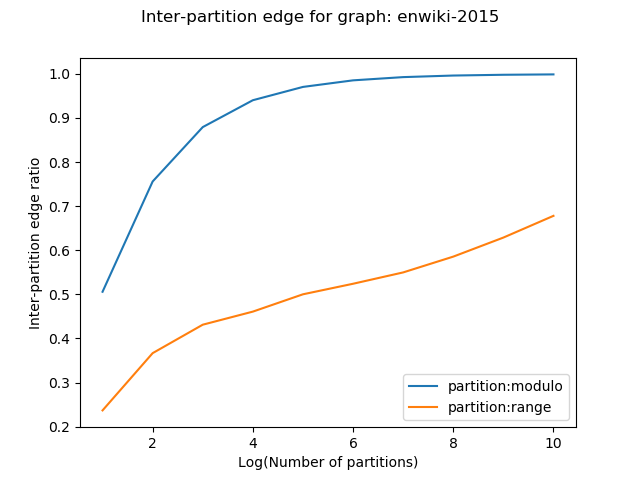 Inter-partition edge for graph: enwiki-2015
1.0
0.9
0.8
0.7
0.6
0.5
0.4
0.3
0.2
Inter-partition edge ratio
partition:modulo
partition:range
2 4 6 8 10
Log(Number of partitions)